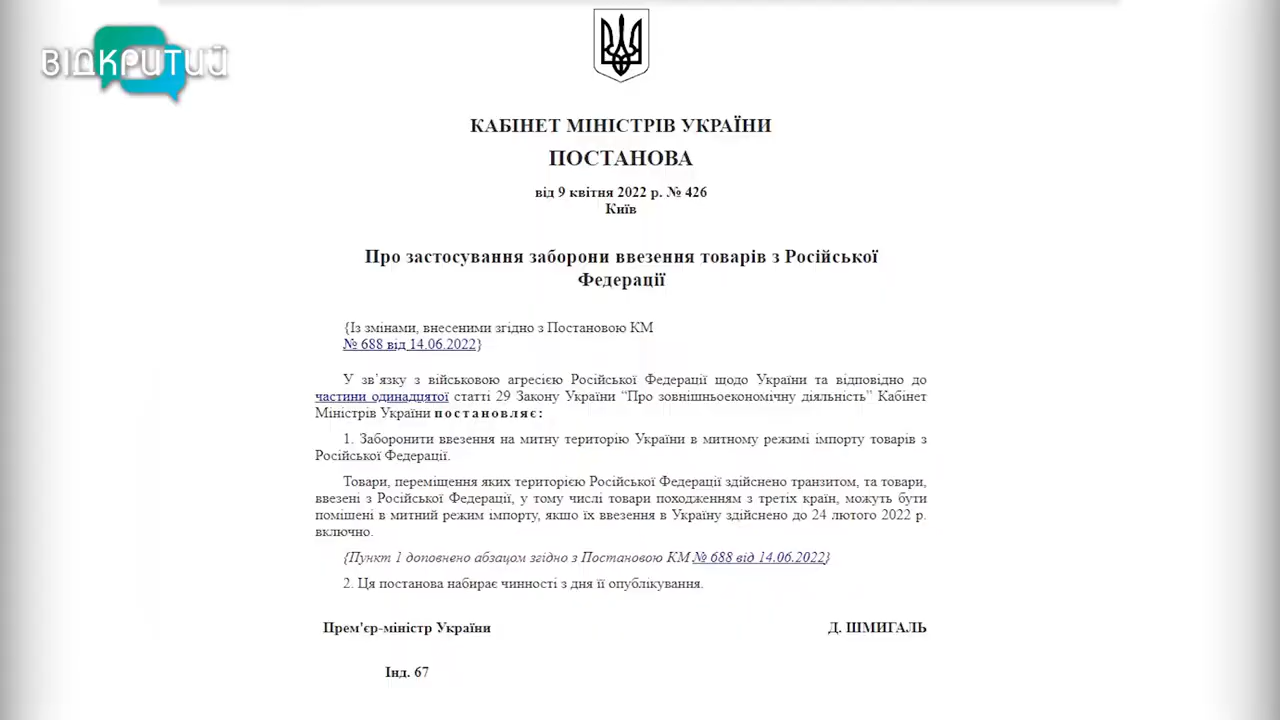 ВІДКРИТИЙ
КАБІНЕТ МІНІСТРІВ УКРАЇНИ
ПОСТАНОВА
від 9 квітня 2022 р. № 426
Київ
Про застосування заборони ввезення товарів з Російської
Федерації
{Із змінами, внесеними згідно з Постановою КМ
№ 688 від 14.06.2022}
У зв’язку з військовою агресією Російської Федерації щодо України та відповідно до
частини одинадцятої статті 29 Закону України “Про зовнішньоекономічну діяльність” Кабінет
Міністрів України постановляє:
1. Заборонити ввезення на митну територію України в митному режимі імпорту товарів з
Російської Федерації.
Товари, переміщення яких територією Російської Федерації здійснено транзитом, та товари,
ввезені з Російської Федерації, у тому числі товари походженням з третіх країн, можуть бути
поміщені в митний режим імпорту, якщо їх ввезення в Україну здійснено до 24 лютого 2022 р.
включно.
{Пункт 1 доповнено абзацом згідно з Постановою КМ № 688 від 14.06.2022}
2. Ця постанова набирає чинності з дня її опублікування.
Прем'єр-міністр України Д. ШМИГАЛЬ
Інд. 67